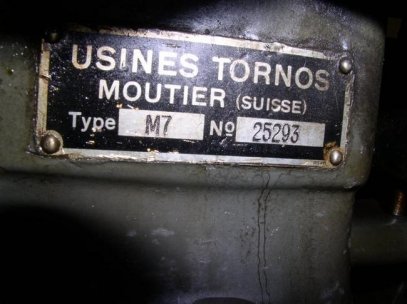 USINES TORNOS
MOUTIER (SUISSE)
Type M7 No 25293